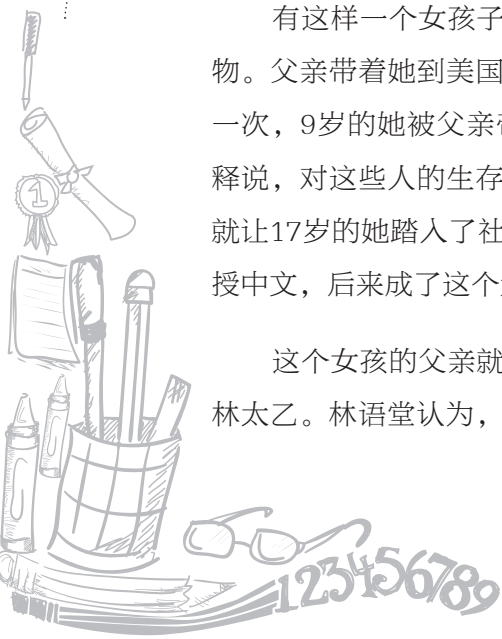 有这样一个女孩子
物。父亲带着她到美国
一次，9岁的她被父亲
释说，对这些人的生存
就让17岁的她踏入了社
授中文，后来成了这个
这个女孩的父亲就
林太乙。林语堂认为，
1
123456789